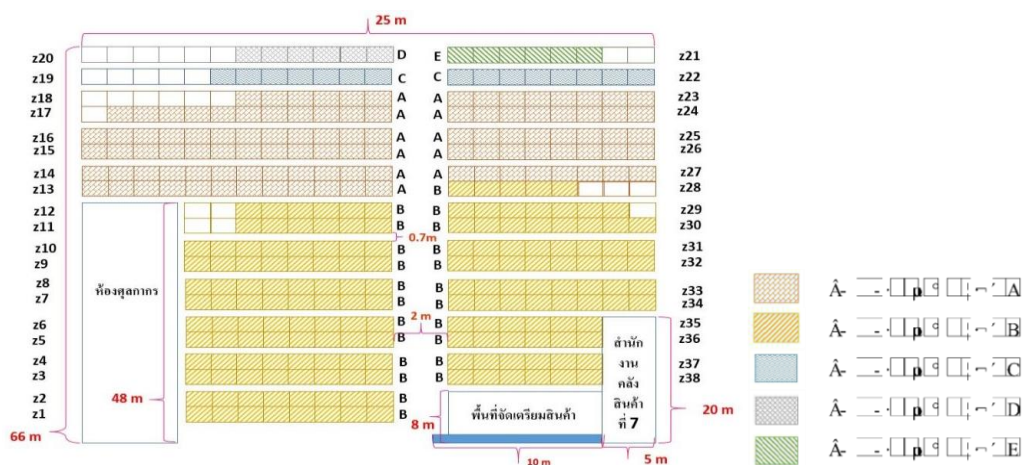 25 m
z20 D E z21
z19 C C z22
z18 A A z23
z17 A A z24
z16 A A z25
z15 A A z26
z14 A A z27
z13 A B z28
z12 B B z29
z11 B B z30
0.7m
z10 B B z31
z9 B B z32
ห้องศุลกากร
z8 B B z33
z7 B B z34
2 m
z6 B B z35
z5 B B z36
สำนัก
งาน
คลัง
สินค้า
ที่ 7
z4 B B z37
z3 B B z38
48 m
z2 B
z1 B
8 m
พื้นที่จัดเตรียมสินค้า
20 m
66 m
10 m
5 m
A
B
C
D
E